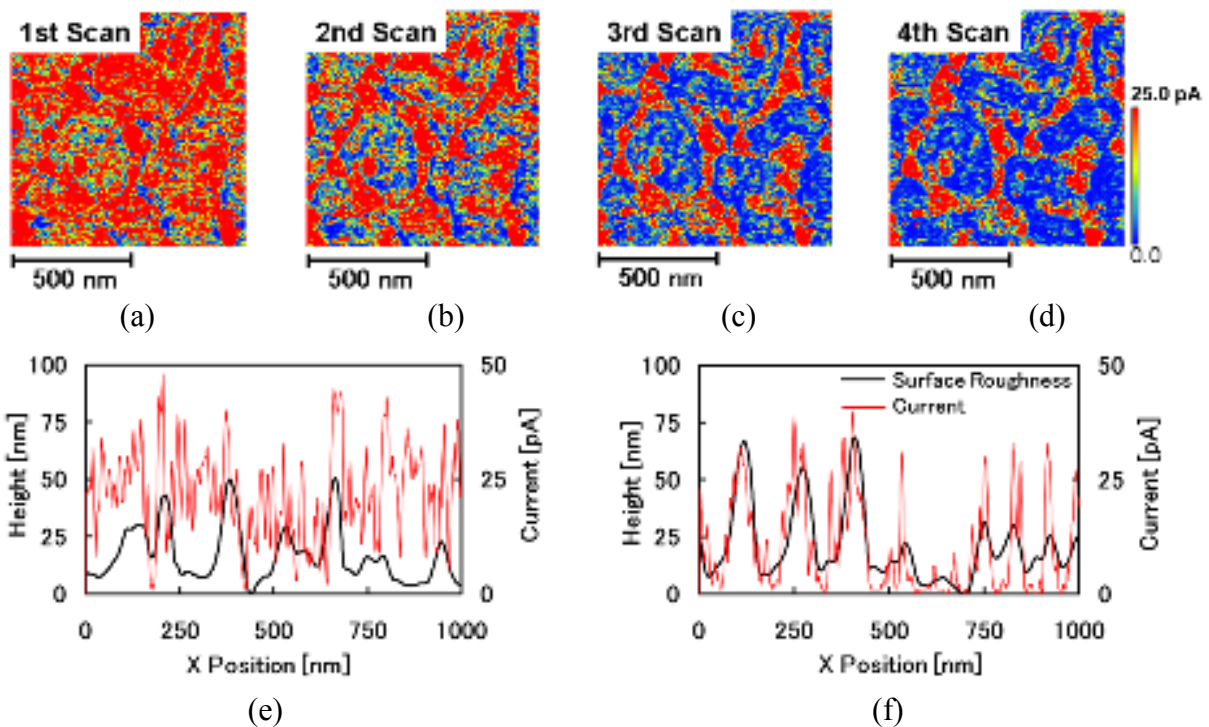 1st Scan
2nd Scan
3rd Scan
4th Scan
25.0 pA
0.0
500 nm
500 nm
500 nm
500 nm
(a)
(b)
(c)
(d)
100
75
50
25
0
Height [nm]
50
25
0
Current [pA]
0
250
500
750
1000
X Position [nm]
(e)
100
75
50
25
0
Height [nm]
Surface Roughness
Current
50
25
0
Current [pA]
0
250
500
750
1000
X Position [nm]
(f)